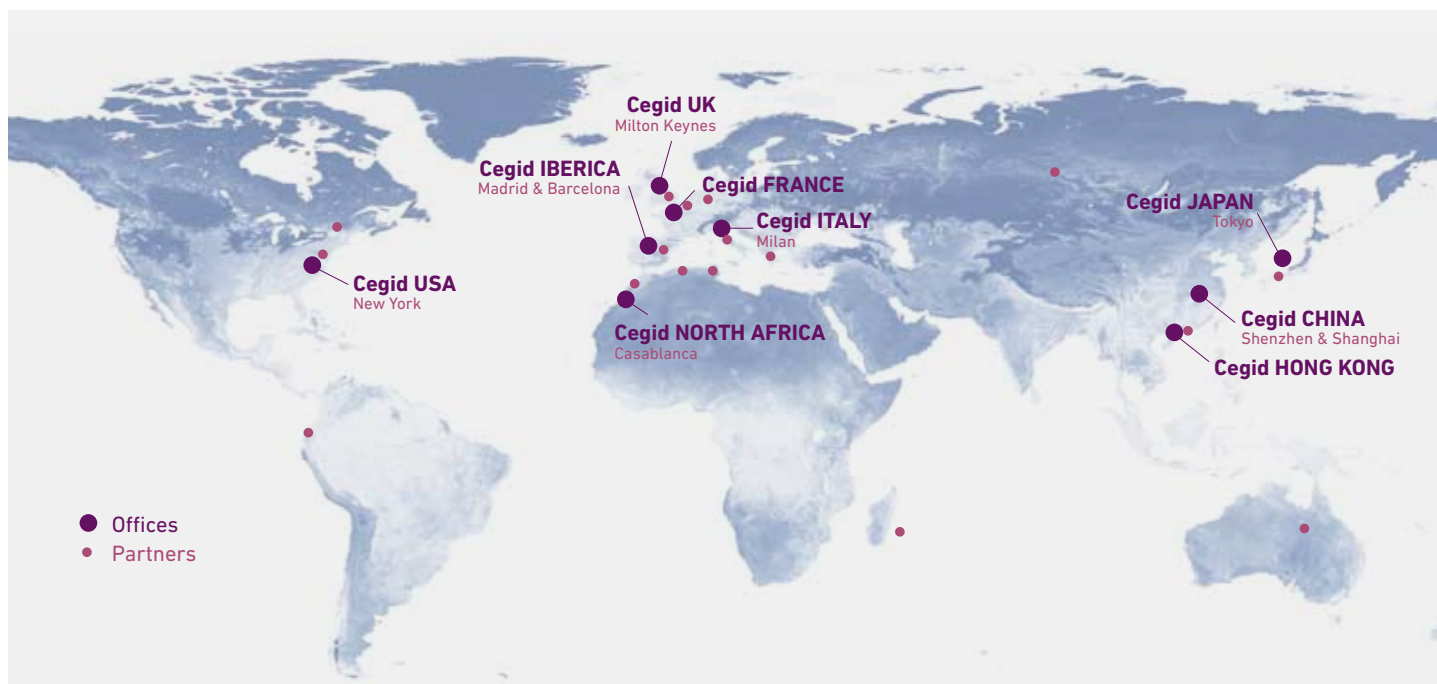 Cegid UK
Milton Keynes
Cegid IBERICA
Madrid & Barcelona
Cegid FRANCE
Cegid ITALY
Milan
Cegid JAPAN
Tokyo
Cegid USA
New York
Cegid NORTH AFRICA
Casablanca
Cegid CHINA
Shenzhen & Shanghai
Cegid HONG KONG
Offices
Partners